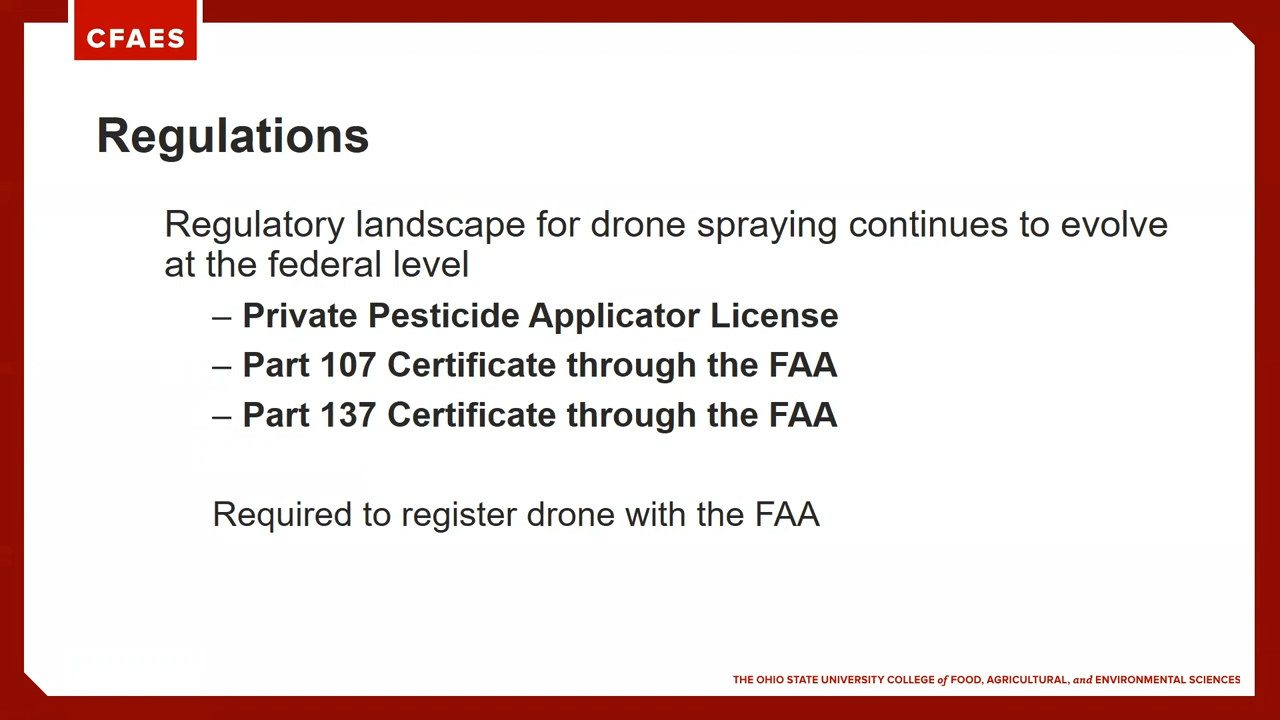 CFAES
Regulations
Regulatory landscape for drone spraying continues to evolve
at the federal level
– Private Pesticide Applicator License
– Part 107 Certificate through the FAA
– Part 137 Certificate through the FAA
Required to register drone with the FAA
THE OHIO STATE UNIVERSITY COLLEGE of FOOD, AGRICULTURAL, and ENVIRONMENTAL SCIENCES